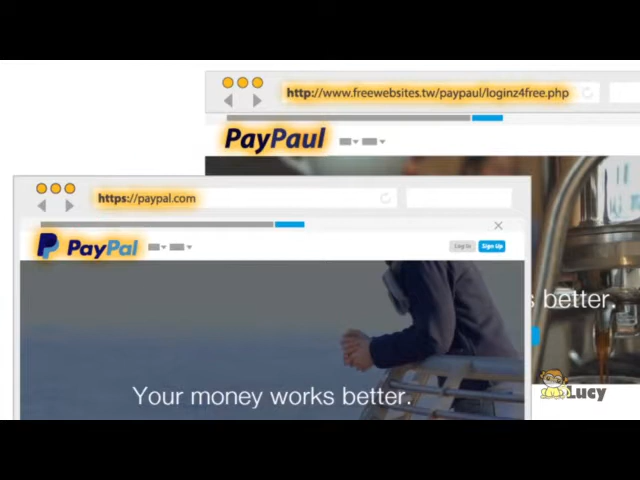 http://www.freewebsites.tw/paypaul/loginz4free.php
PayPaul
s better.
https://paypal.com
PayPal
Log In
Sign Up
Your money works better.
Lucy